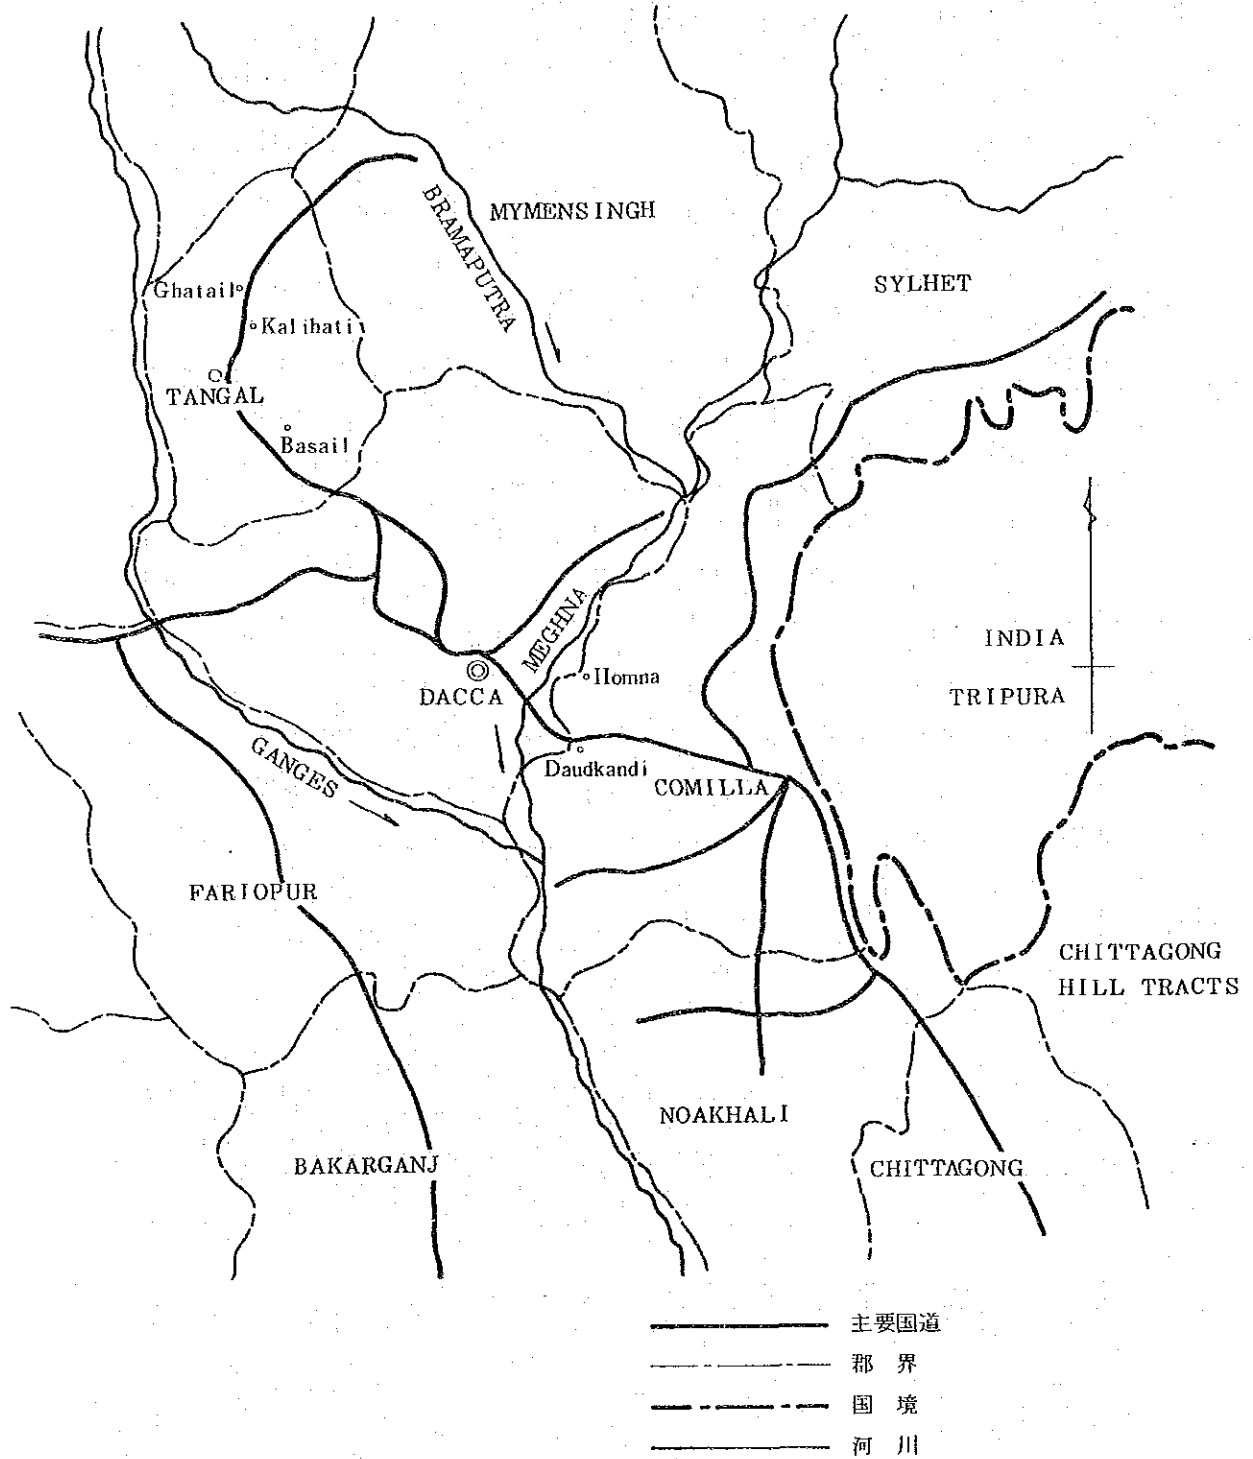 BRAMAPUTRA
MYMENSINGH
SYLHET
Ghatail
Kalihati
TANGAL
Basail
MEGHNA
INDIA
TRIPURA
Homna
DACCA
GANGES
Daudkandi
COMILLA
FARIOPUR
CHITTAGONG
HILL TRACTS
NOAKHALI
BAKARGANJ
CHITTAGONG
主要国道
郡 界
国 境
河 川